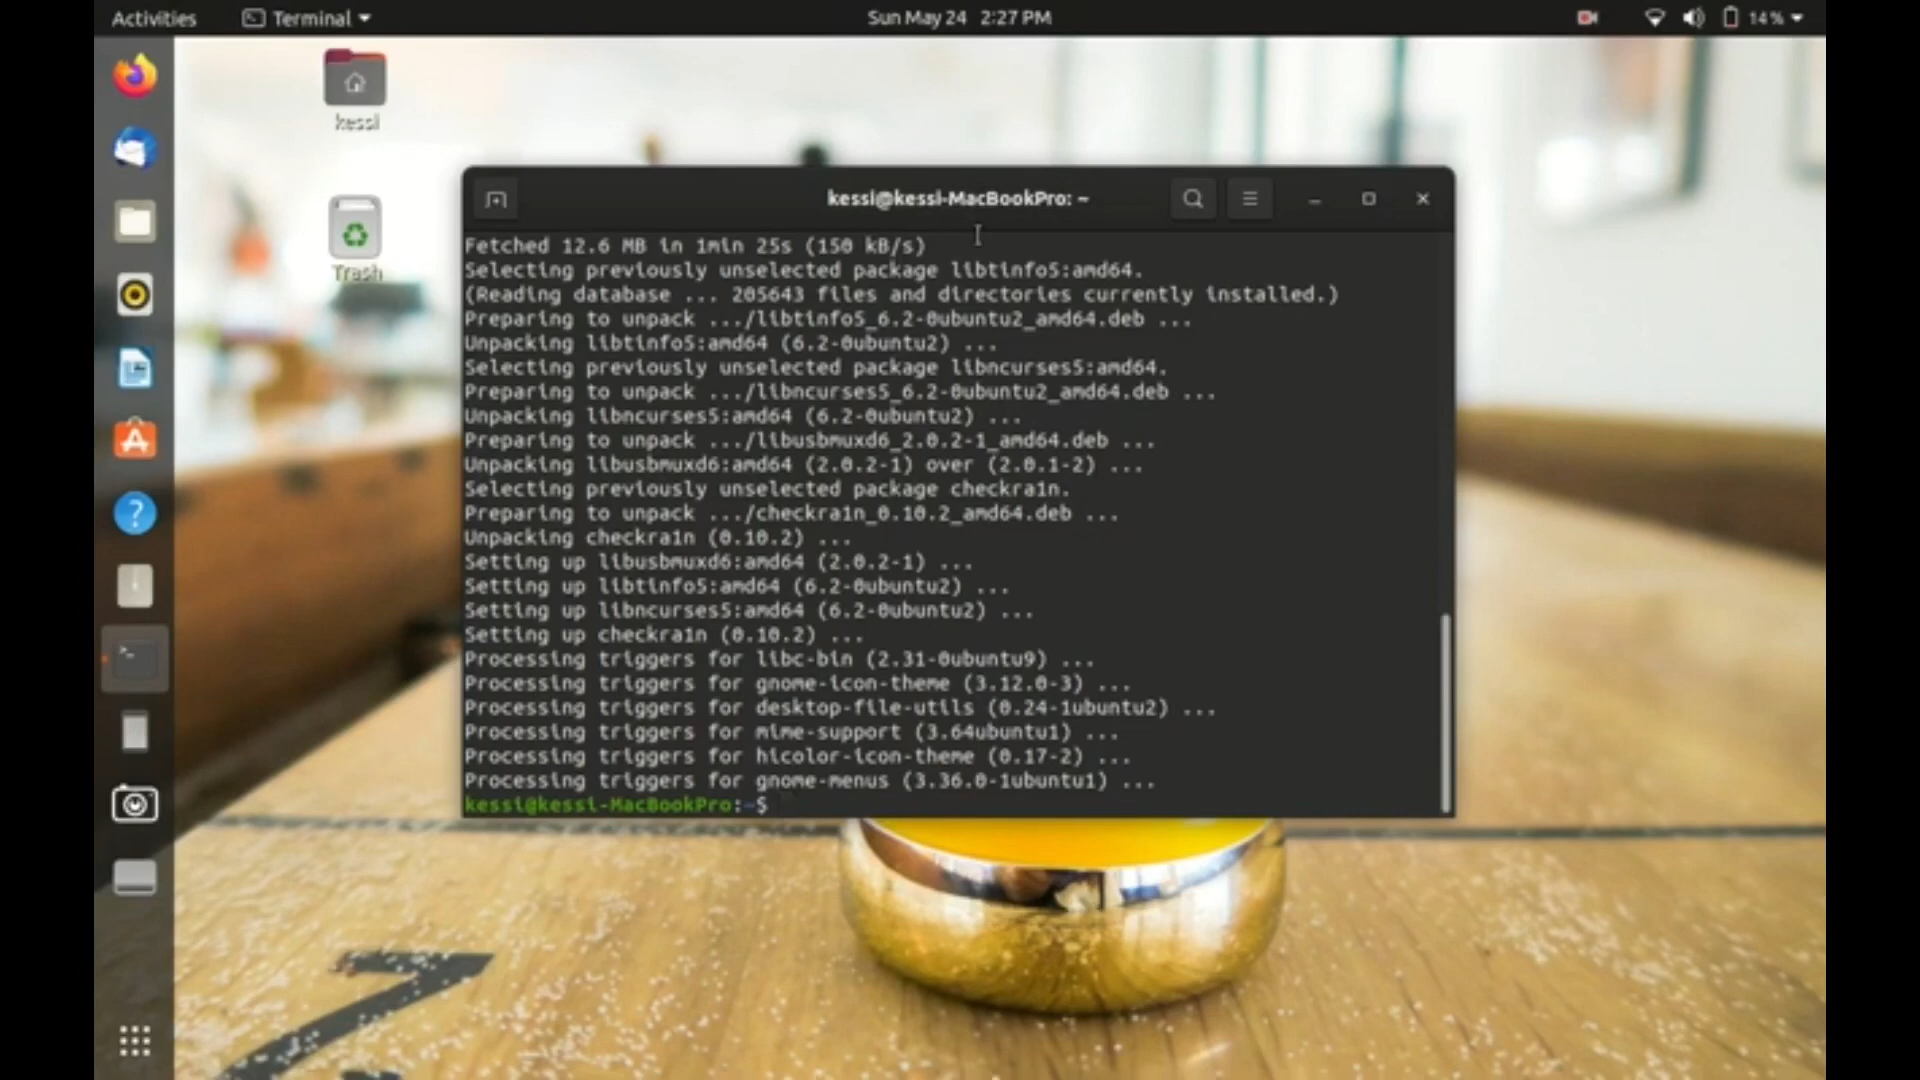 Activities
Terminal
Sun May 24 2:27 PM
14 %
kessi
Trash
kessi@kessi-MacBookPro: ~
Fetched 12.6 MB in 1min 25s (150 kB/s)
Selecting previously unselected package libtinfo5:amd64.
(Reading database ... 205643 files and directories currently installed.)
Preparing to unpack .../libtinfo5_6.2-0ubuntu2_amd64.deb ...
Unpacking libtinfo5:amd64 (6.2-0ubuntu2) ...
Selecting previously unselected package libncurses5:amd64.
Preparing to unpack .../libncurses5_6.2-0ubuntu2_amd64.deb ...
Unpacking libncurses5:amd64 (6.2-0ubuntu2) ...
Preparing to unpack .../libusbmuxd6_2.0.2-1_amd64.deb ...
Unpacking libusbmuxd6:amd64 (2.0.2-1) over (2.0.1-2) ...
Selecting previously unselected package checkra1n.
Preparing to unpack .../checkra1n_0.10.2_amd64.deb ...
Unpacking checkra1n (0.10.2) ...
Setting up libusbmuxd6:amd64 (2.0.2-1) ...
Setting up libtinfo5:amd64 (6.2-0ubuntu2) ...
Setting up libncurses5:amd64 (6.2-0ubuntu2) ...
Setting up checkra1n (0.10.2) ...
Processing triggers for libc-bin (2.31-0ubuntu9) ...
Processing triggers for gnome-icon-theme (3.12.0-3) ...
Processing triggers for desktop-file-utils (0.24-1ubuntu2) ...
Processing triggers for mime-support (3.64ubuntu1) ...
Processing triggers for hicolor-icon-theme (0.17-2) ...
Processing triggers for gnome-menus (3.36.0-1ubuntu1) ...
kessi@kessi-MacBookPro:~$